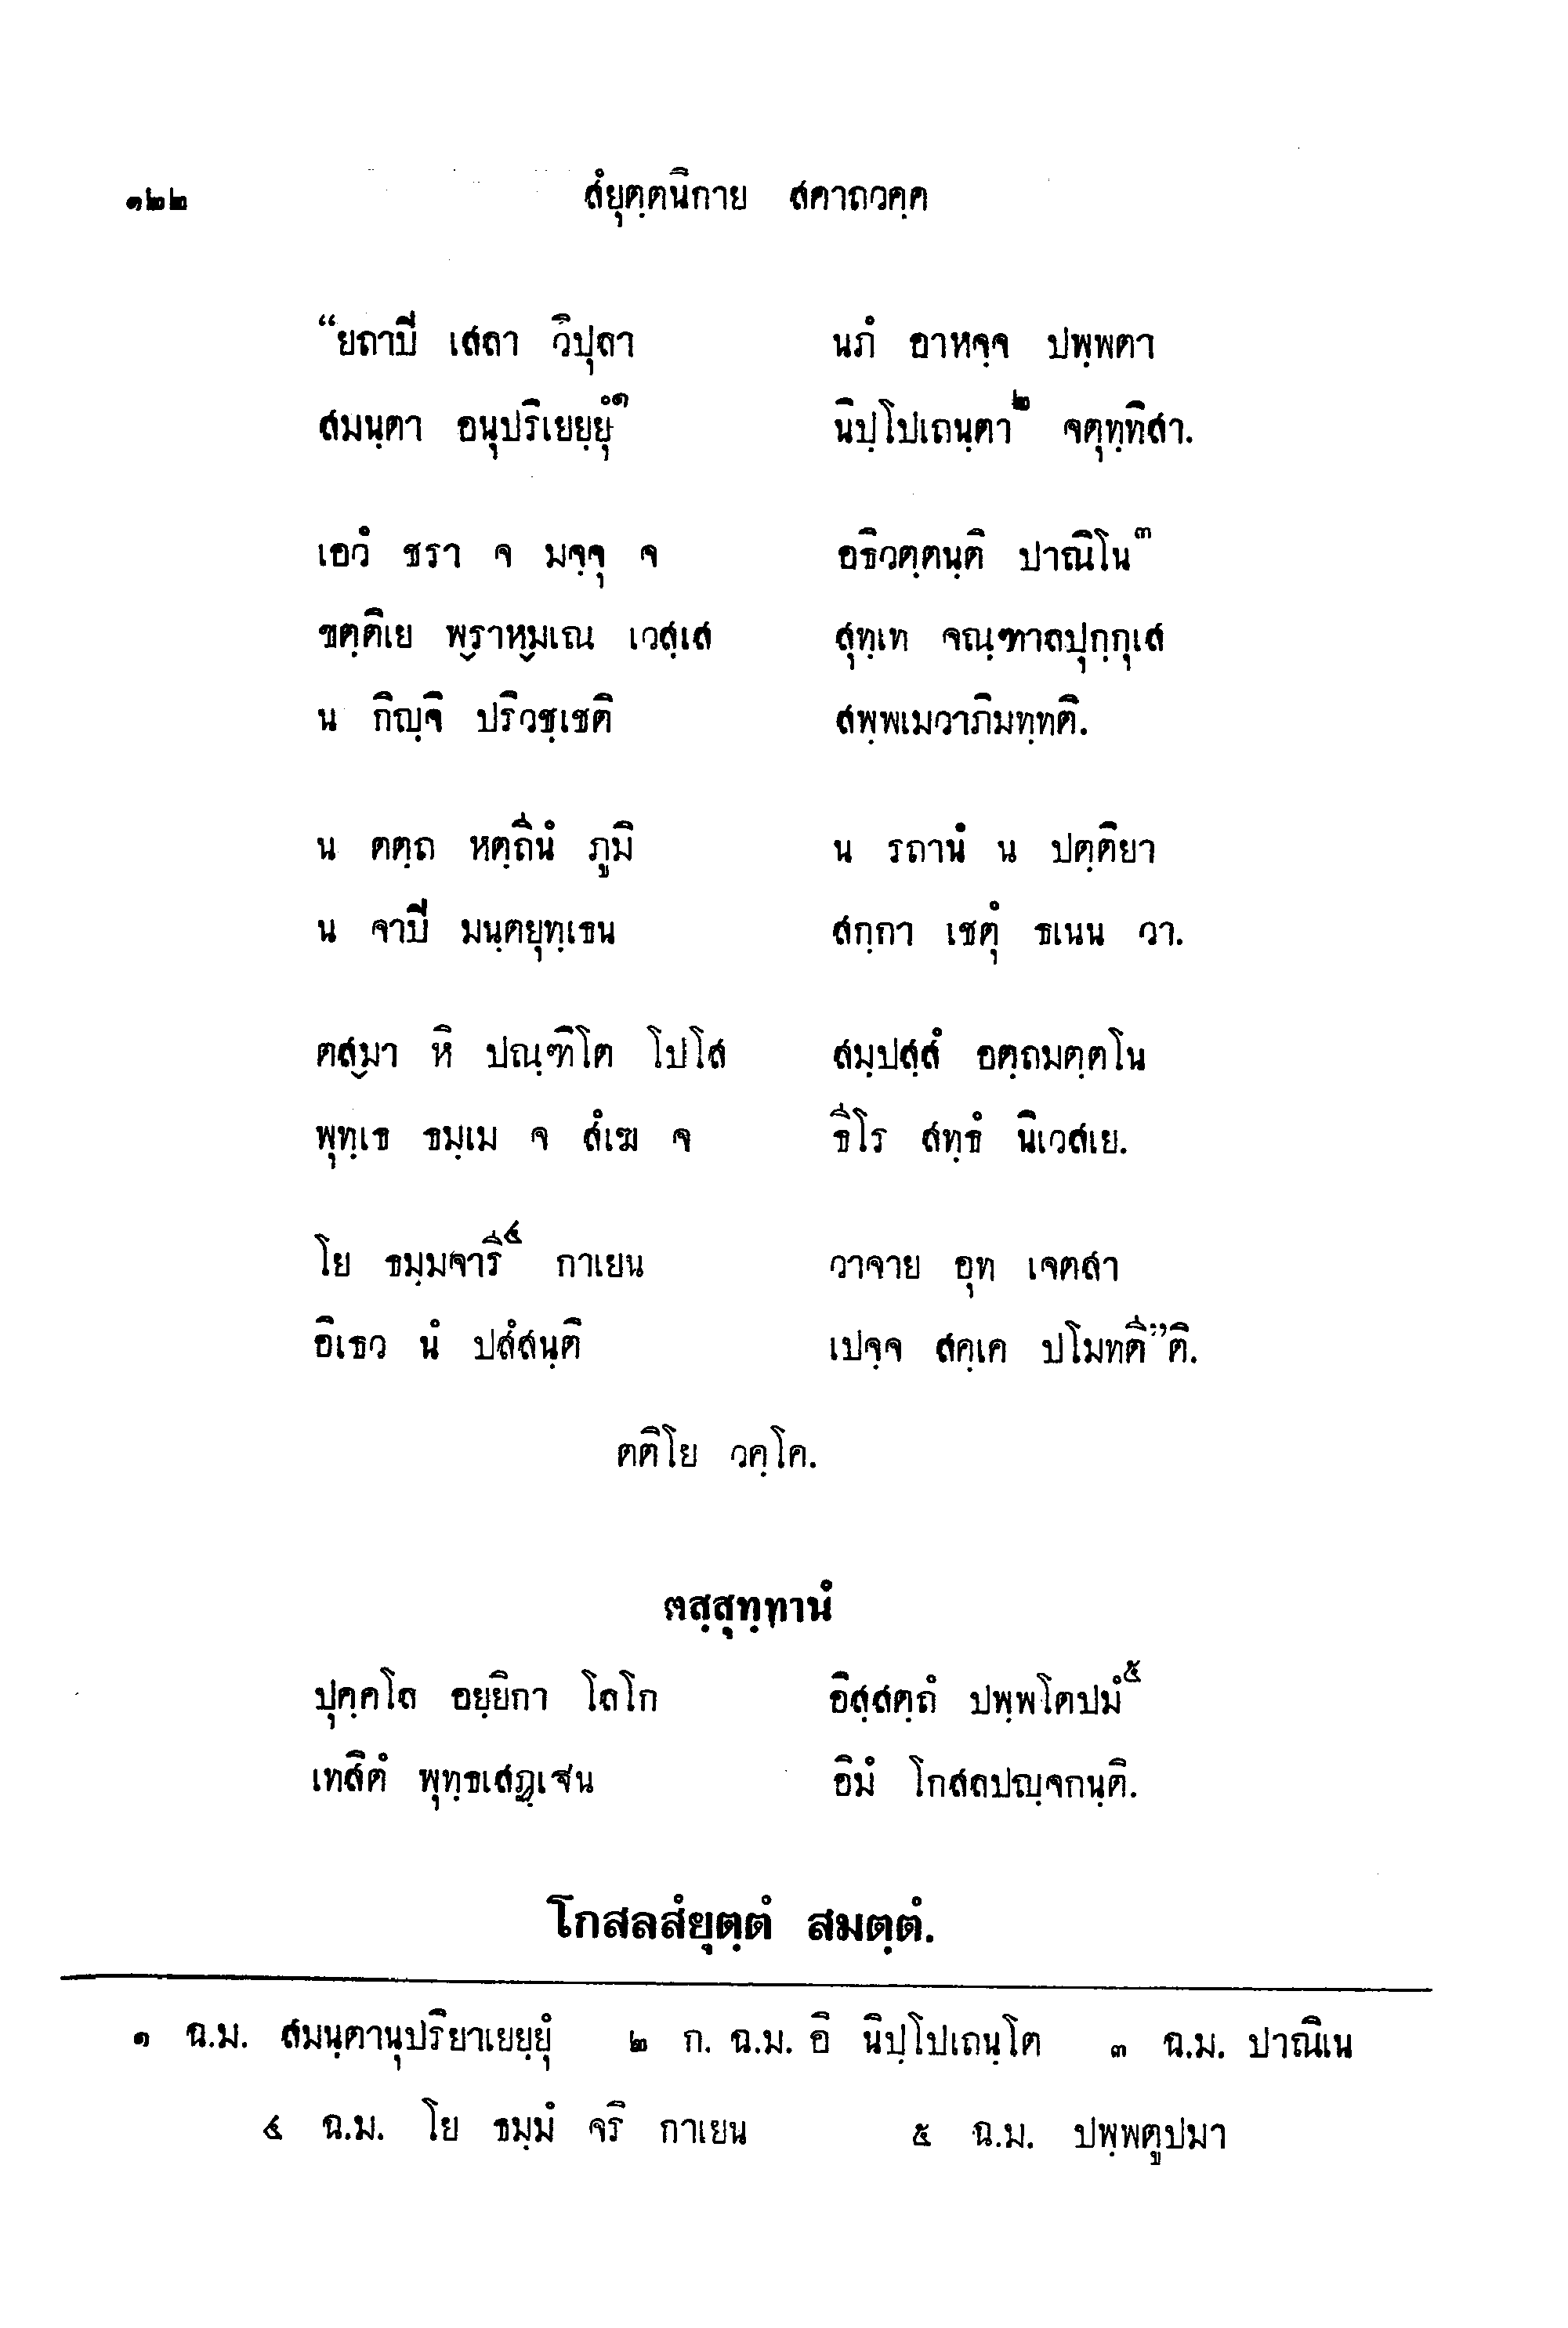 ๑๒๒ สํยุตฺตนิกาย สคาถวคฺค
“ยถาปิ เสลา วิปุลา นภํ อาหจฺจ ปพฺพตา
สมนฺตา อนุปริเยยฺยุํ๑ นิปฺโปเถนฺตา๒ จตุทฺทิสา.
เอวํ ชรา จ มจฺจุ จ อธิวตฺตนฺติ ปาณิโน๓
ขตฺติเย พฺราหฺมเณ เวสฺเส สุทฺเท จณฺฑาลปุกฺกุเส
น กิญฺจิ ปริวชฺเชติ สพฺพเมวาภิมทฺทติ.
น ตตฺถ หตฺถีนํ ภูมิ น รถานํ น ปตฺติยา
น จาปิ มนฺตยุทฺเธน สกฺกา เชตุํ ธเนน วา.
ตสฺมา หิ ปณฺฑิโต โปโส สมฺปสฺสํ อตฺถมตฺตโน
พุทฺเธ ธมฺเม จ สํเฆ จ ธีโร สทฺธํ นิเวสเย.
โย ธมฺมจารี๔ กาเยน วาจาย อุท เจตสา
อิเธว นํ ปสํสนฺติ เปจฺจ สคฺเค ปโมทตี”ติ.
ตติโย วคฺโค.
ตสฺสุทฺทานํ
ปุคฺคโล อยฺยิกา โลโก อิสฺสตฺถํ ปพฺพโตปมํ๕
เทสิตํ พุทฺธเสฏฺเฐน อิมํ โกสลปญฺจกนฺติ.
โกสลสํยุตฺตํ สมตฺตํ.
๑ ฉ.ม. สมนฺตานุปริยาเยยฺยุํ ๒ ก. ฉ.ม. อิ นิปฺโปเถนฺโต ๓ ฉ.ม. ปาณิเน
๔ ฉ.ม. โย ธมฺมํ จริ กาเยน ๕ ฉ.ม. ปพฺพตูปมา